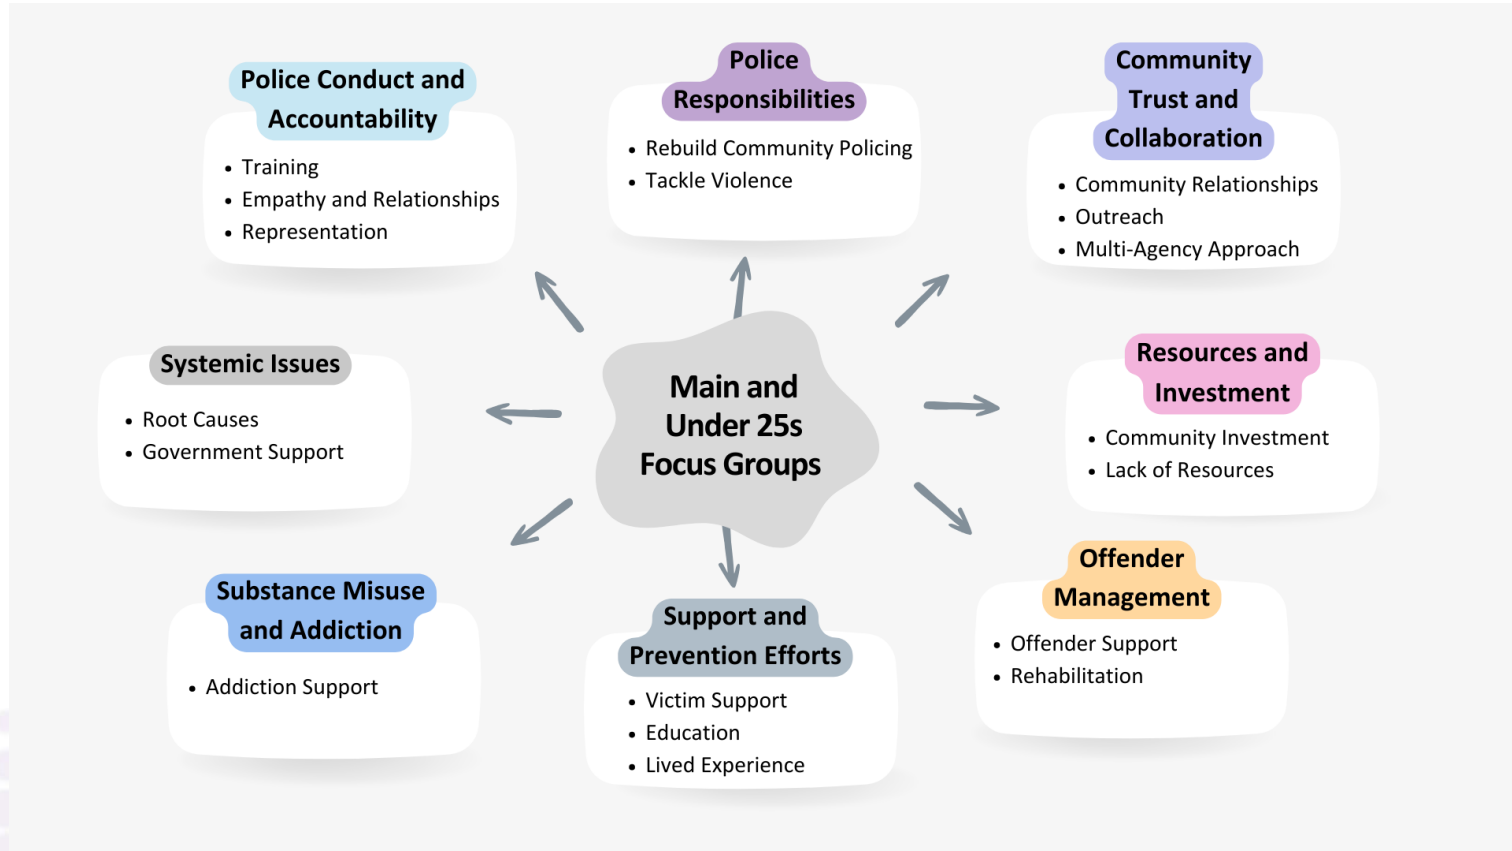 Police Conduct and
Accountability
• Training
• Empathy and Relationships
• Representation
Police
Responsibilities
• Rebuild Community Policing
• Tackle Violence
Community
Trust and
Collaboration
• Community Relationships
• Outreach
• Multi-Agency Approach
Systemic Issues
• Root Causes
• Government Support
Main and
Under 25s
Focus Groups
Resources and
Investment
• Community Investment
• Lack of Resources
Substance Misuse
and Addiction
• Addiction Support
Support and
Prevention Efforts
• Victim Support
• Education
• Lived Experience
Offender
Management
• Offender Support
• Rehabilitation